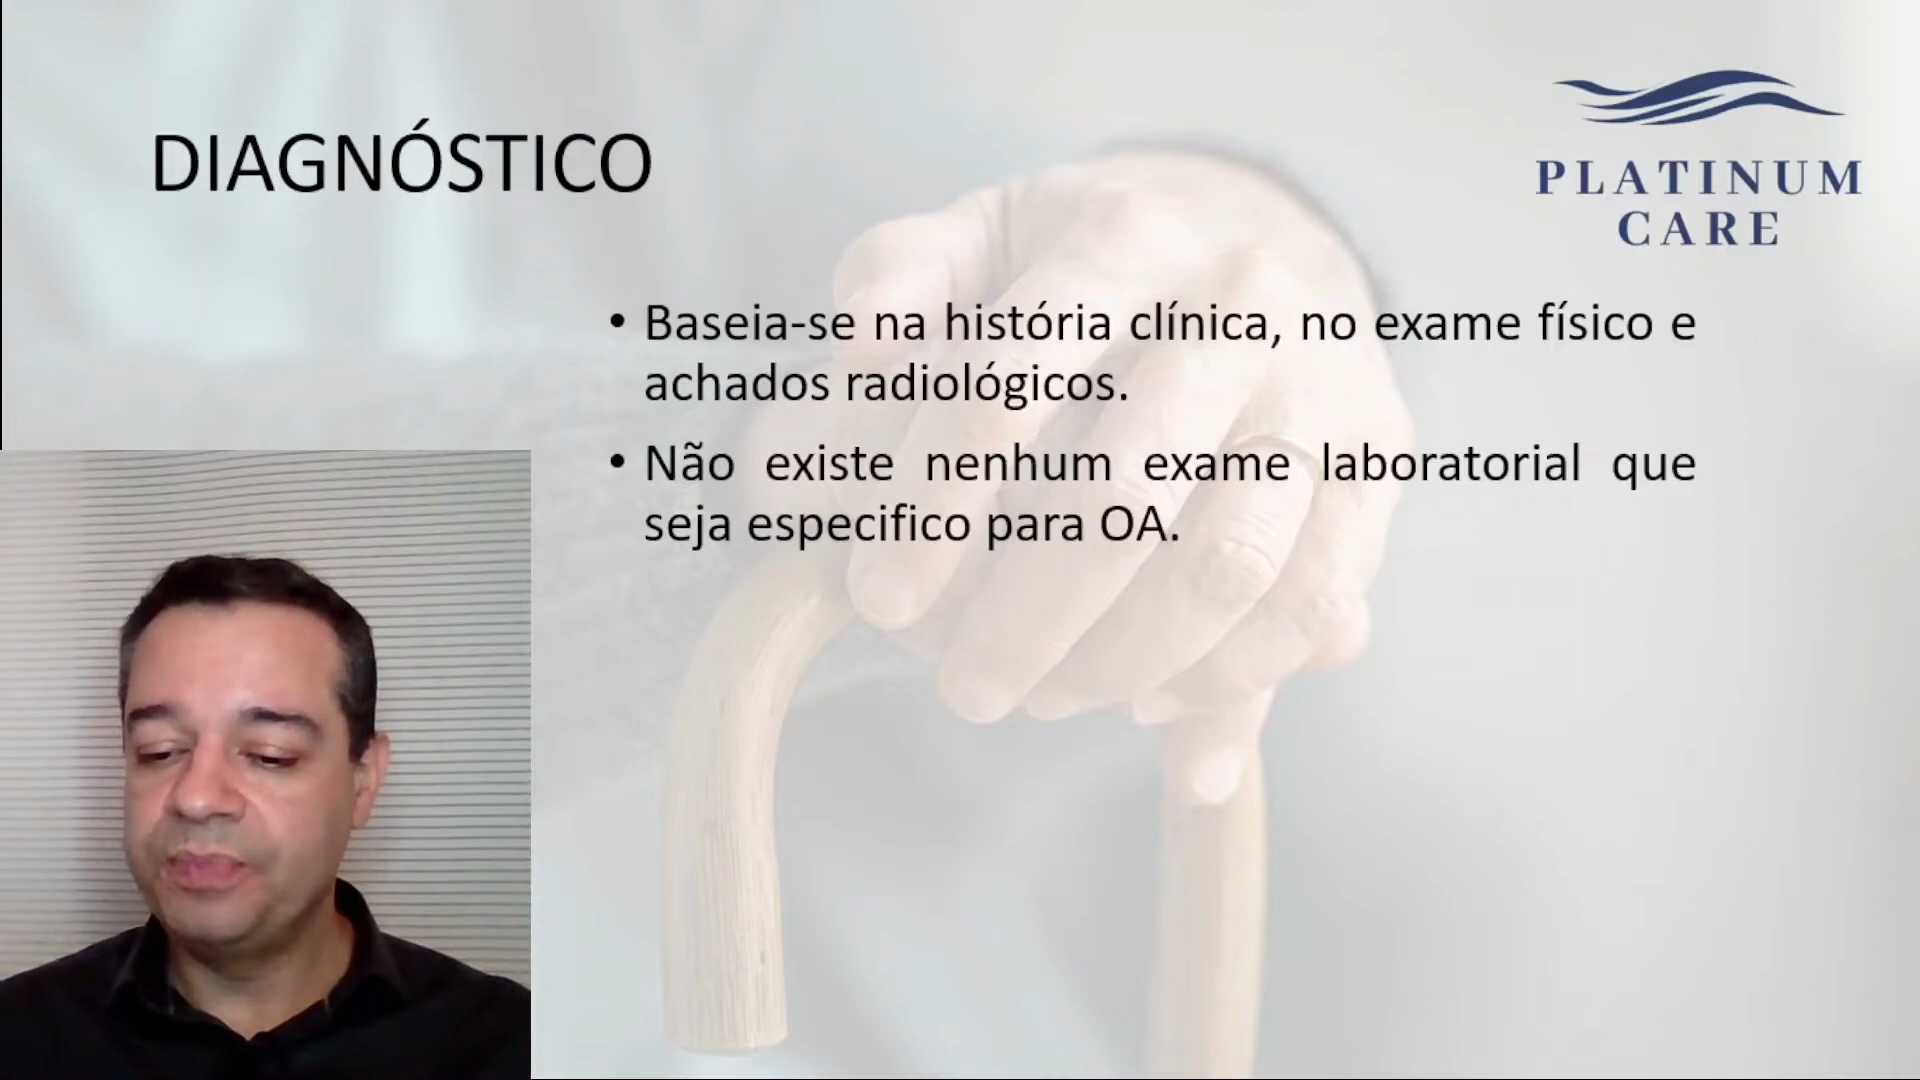 DIAGNÓSTICO
PLATINUM
CARE
• Baseia-se na história clínica, no exame físico e
achados radiológicos.
• Não existe nenhum exame laboratorial que
seja especifico para OA.